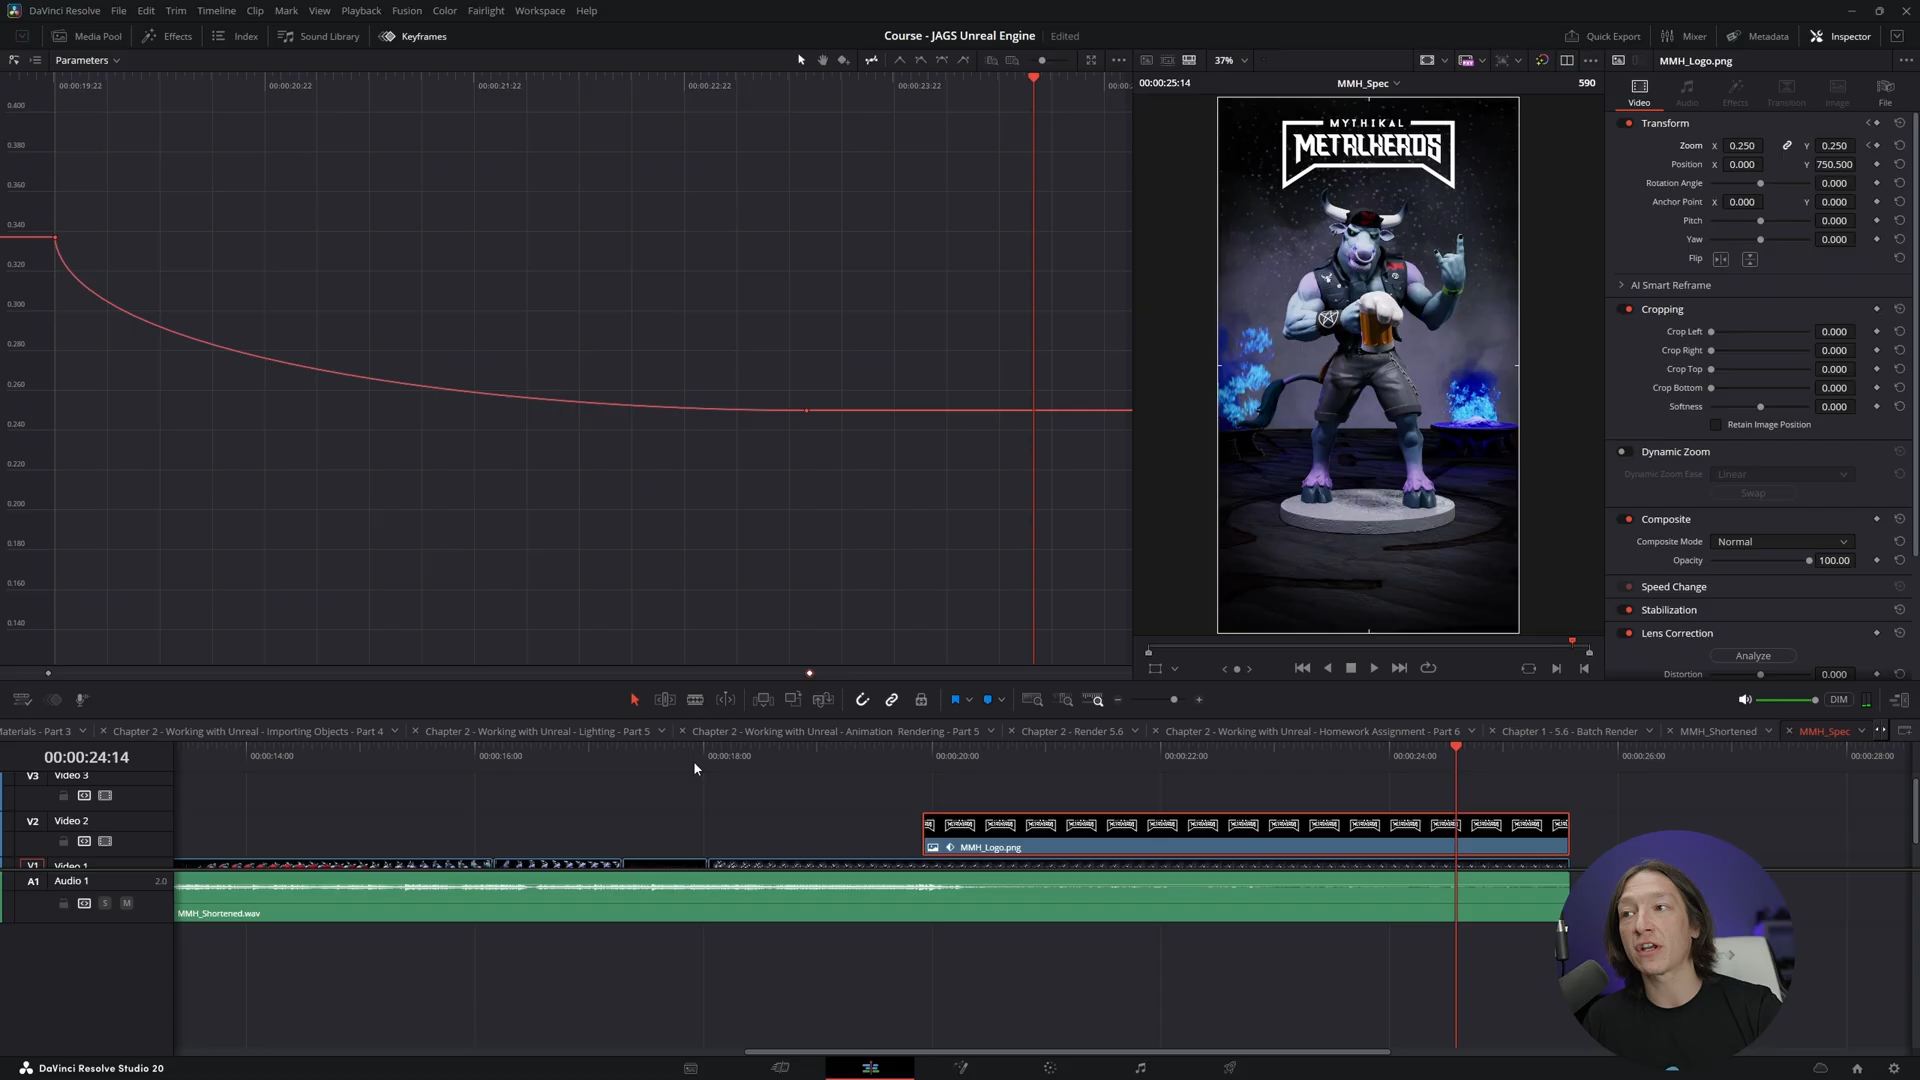 DaVinci Resolve File Edit Trim Timeline Clip Mark View Playback Fusion Color Fairlight Workspace Help
Media Pool Effects Index Sound Library Keyframes Course - JAGS Unreal Engine Edited Quick Export Mixer Metadata Inspector
Parameters 37% MMH_Logo.png
00:00:19:22 00:00:20:22 00:00:21:22 00:00:22:22 00:00:23:22 00:00:
00:00:25:14 MMH_Spec 590
0.400
0.380
0.360
0.340
0.320
0.300
0.280
0.260
0.240
0.220
0.200
0.180
0.160
0.140
MYTHIKAL
METALHEADS
Video Audio Effects Transition Image File
Transform
Zoom X 0.250 Y 0.250
Position X 0.000 Y 750.500
Rotation Angle 0.000
Anchor Point X 0.000 Y 0.000
Pitch 0.000
Yaw 0.000
Flip
AI Smart Reframe
Cropping
Crop Left 0.000
Crop Right 0.000
Crop Top 0.000
Crop Bottom 0.000
Softness 0.000
Retain Image Position
Dynamic Zoom
Dynamic Zoom Ease Linear
Swap
Composite
Composite Mode Normal
Opacity 100.00
Speed Change
Stabilization
Lens Correction
Analyze
Distortion 0.000
DIM
aterials - Part 3 Chapter 2 - Working with Unreal - Importing Objects - Part 4 Chapter 2 - Working with Unreal - Lighting - Part 5 Chapter 2 - Working with Unreal - Animation Rendering - Part 5 Chapter 2 - Render 5.6 Chapter 2 - Working with Unreal - Homework Assignment - Part 6 Chapter 1 - 5.6 - Batch Render MMH_Shortened MMH_Spec
00:00:24:14 00:00:14:00 00:00:16:00 00:00:18:00 00:00:20:00 00:00:22:00 00:00:24:00 00:00:26:00 00:00:28:00
V3 Video 3
V2 Video 2
MMH_Logo.png
V1 Video 1
A1 Audio 1 2.0
S M
MMH_Shortened.wav
DaVinci Resolve Studio 20